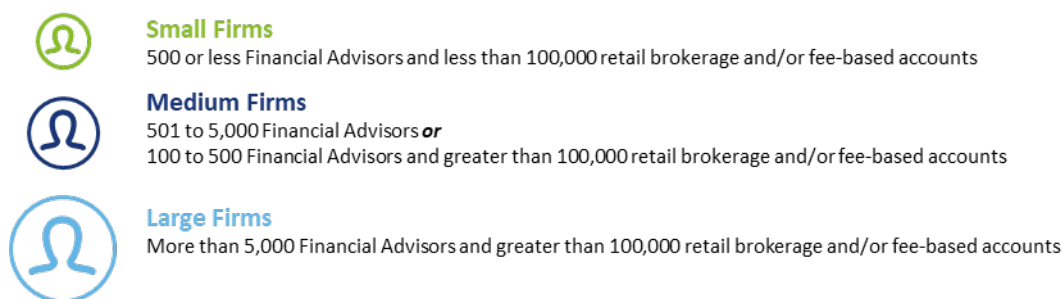 Small Firms
500 or less Financial Advisors and less than 100,000 retail brokerage and/or fee-based accounts
Medium Firms
501 to 5,000 Financial Advisors or
100 to 500 Financial Advisors and greater than 100,000 retail brokerage and/or fee-based accounts
Large Firms
More than 5,000 Financial Advisors and greater than 100,000 retail brokerage and/or fee-based accounts